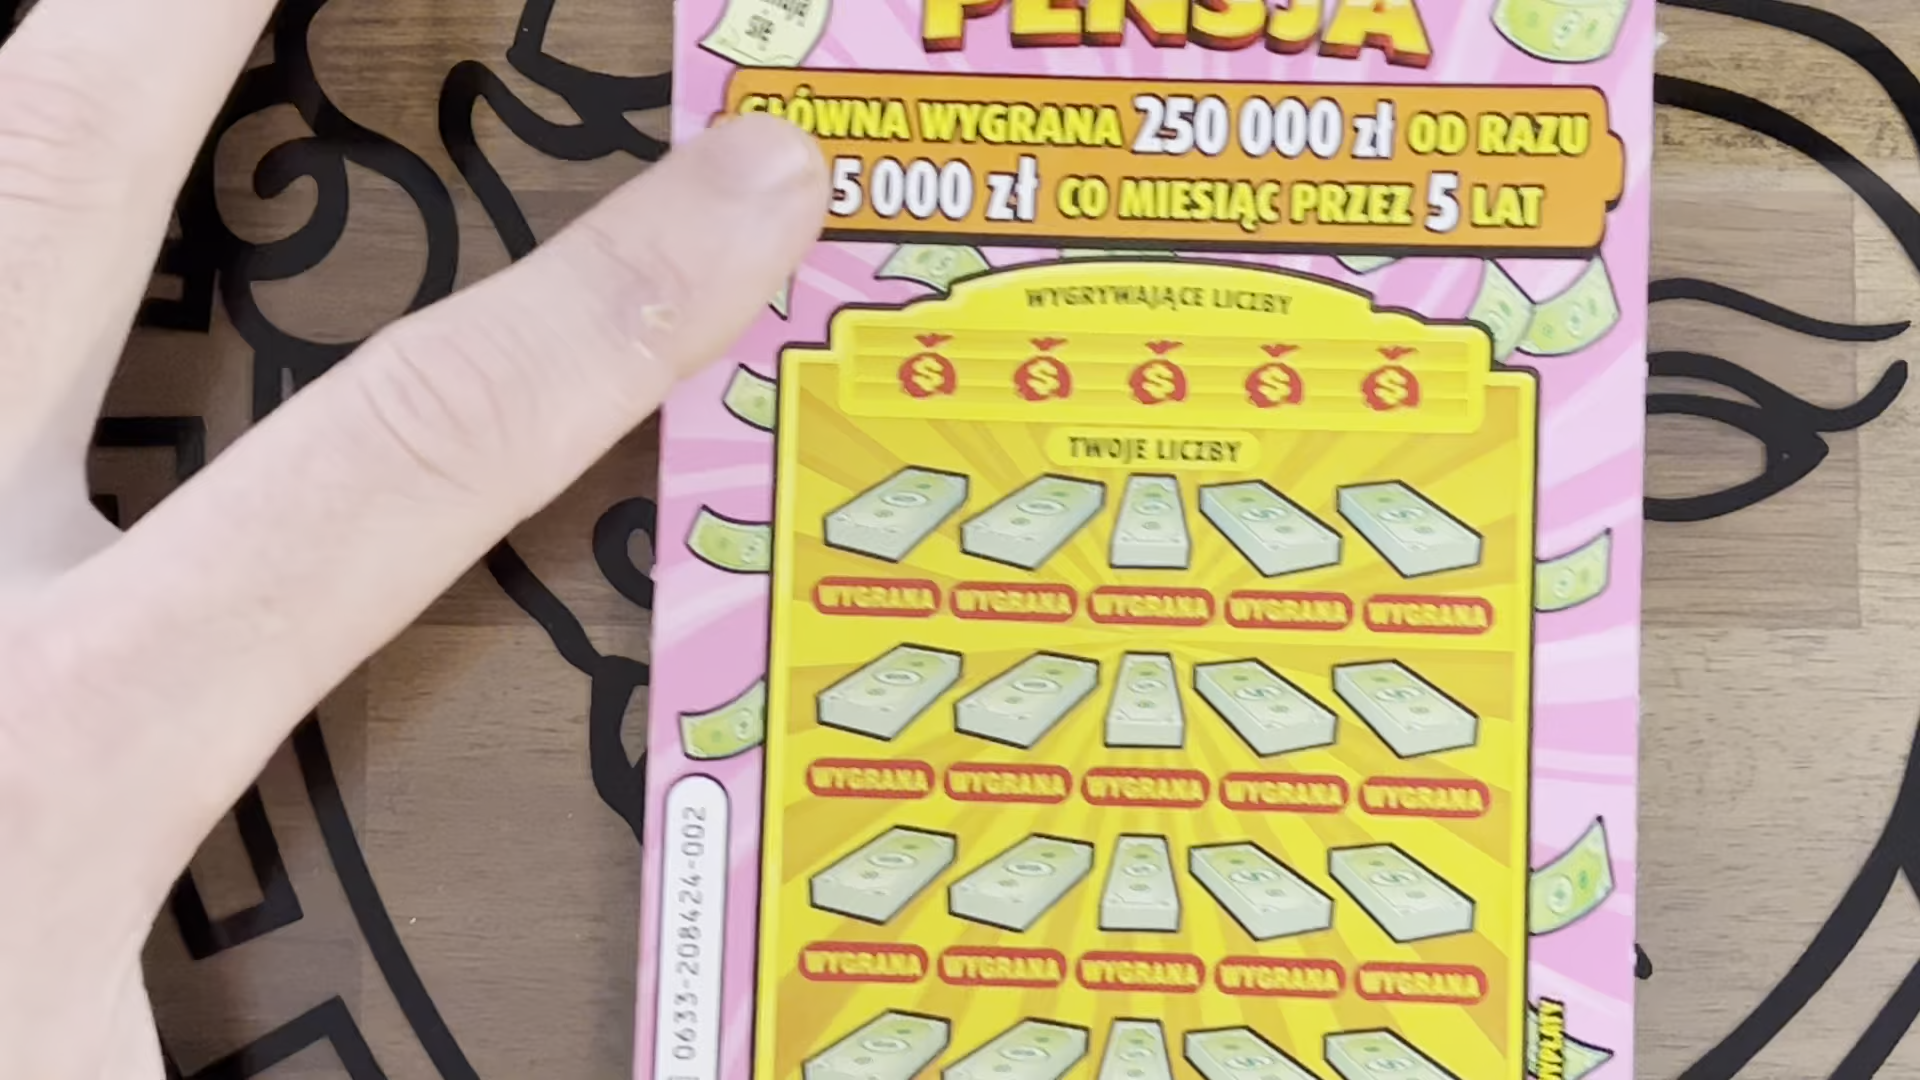 się
PENSJA
GŁÓWNA WYGRANA 250 000 zł OD RAZU
5 000 zł CO MIESIĄC PRZEZ 5 LAT
WYGRYWAJĄCE LICZBY
$ $ $ $ $
TWOJE LICZBY
WYGRANA WYGRANA WYGRANA WYGRANA WYGRANA
WYGRANA WYGRANA WYGRANA WYGRANA WYGRANA
WYGRANA WYGRANA WYGRANA WYGRANA WYGRANA
0633-208424-002